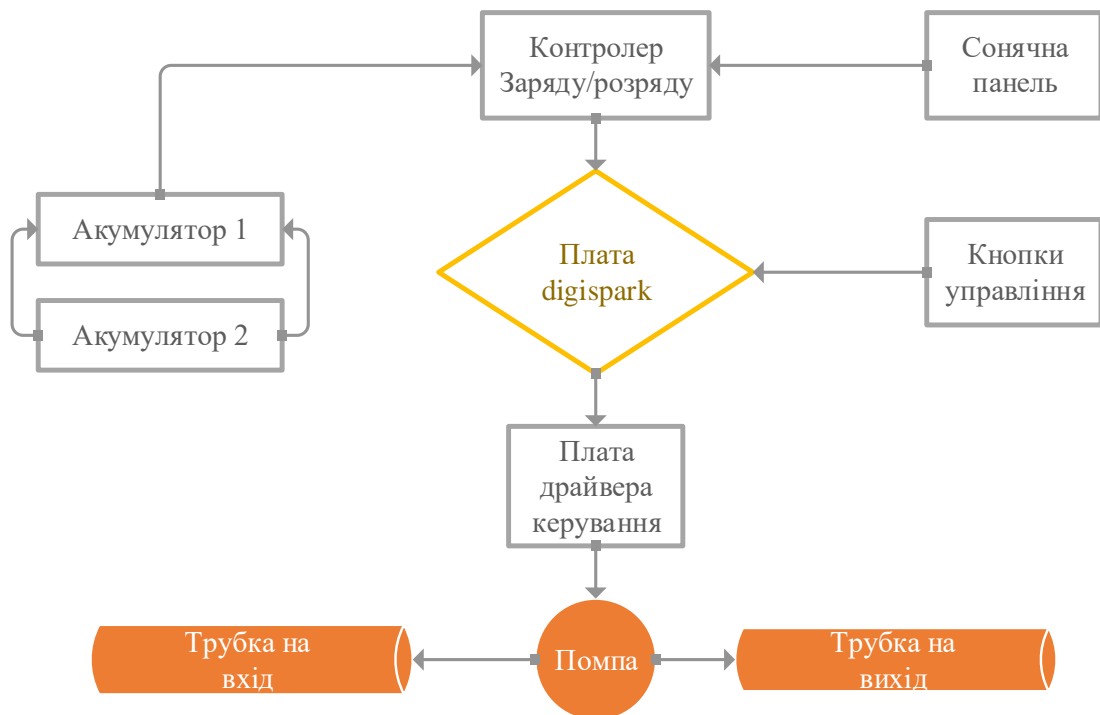 Контролер
Заряду/розряду
Сонячна
панель
Акумулятор 1
Акумулятор 2
Плата
digispark
Кнопки
управління
Плата
драйвера
керування
Трубка на
вхід
Помпа
Трубка на
вихід